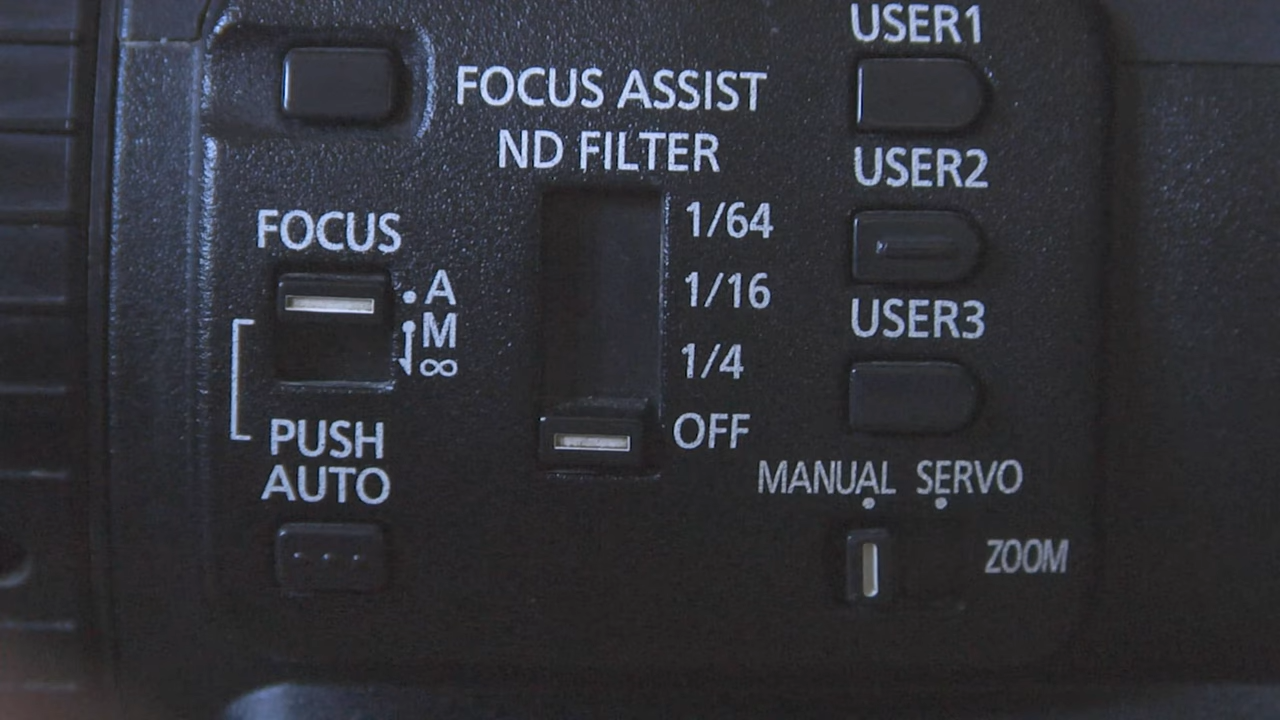 USER1
FOCUS ASSIST
ND FILTER
USER2
FOCUS
1/64
A
1/16
M
USER3
∞
1/4
PUSH
AUTO
OFF
MANUAL SERVO
ZOOM